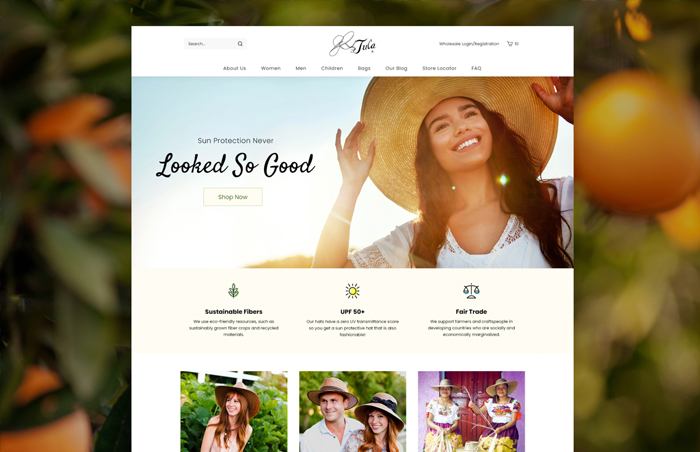 Search...
Tula
Wholesale Login/Registration
About Us Women Men Children Bags Our Blog Store Locator FAQ
Sun Protection Never
Looked So Good
Shop Now
Sustainable Fibers
We use eco-friendly resources, such as
sustainably grown fiber crops and recycled
materials.
UPF 50+
Our hats have a zero UV transmittance score
so you get a sun protective hat that is also
fashionable!
Fair Trade
We support farmers and craftspeople in
developing countries who are socially and
economically marginalized.